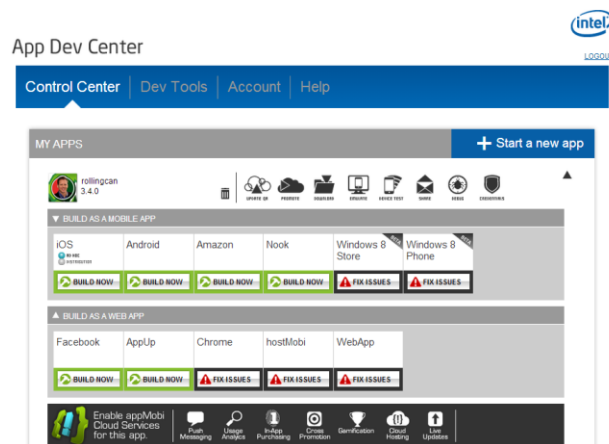 intel
App Dev Center
LOGOU
Control Center
Dev Tools
Account
Help
MY APPS
+ Start a new app
rollingcan
3.4.0
UPDATE QR
PROMOTE
DOWNLOAD
EMULATE
DEVICE TEST
SHARE
DEBUG
CREDENTIALS
▼ BUILD AS A MOBILE APP
iOS
Android
Amazon
Nook
Windows 8 Store
BETA
Windows 8 Phone
BETA
BUILD NOW
BUILD NOW
BUILD NOW
BUILD NOW
FIX ISSUES
FIX ISSUES
▲ BUILD AS A WEB APP
Facebook
AppUp
Chrome
hostMobi
WebApp
BUILD NOW
BUILD NOW
FIX ISSUES
FIX ISSUES
FIX ISSUES
Enable appMobi
Cloud Services
for this app.
Push Messaging
Usage Analytics
In-App Purchasing
Cross Promotion
Gamification
Cloud Hosting
Live Updates